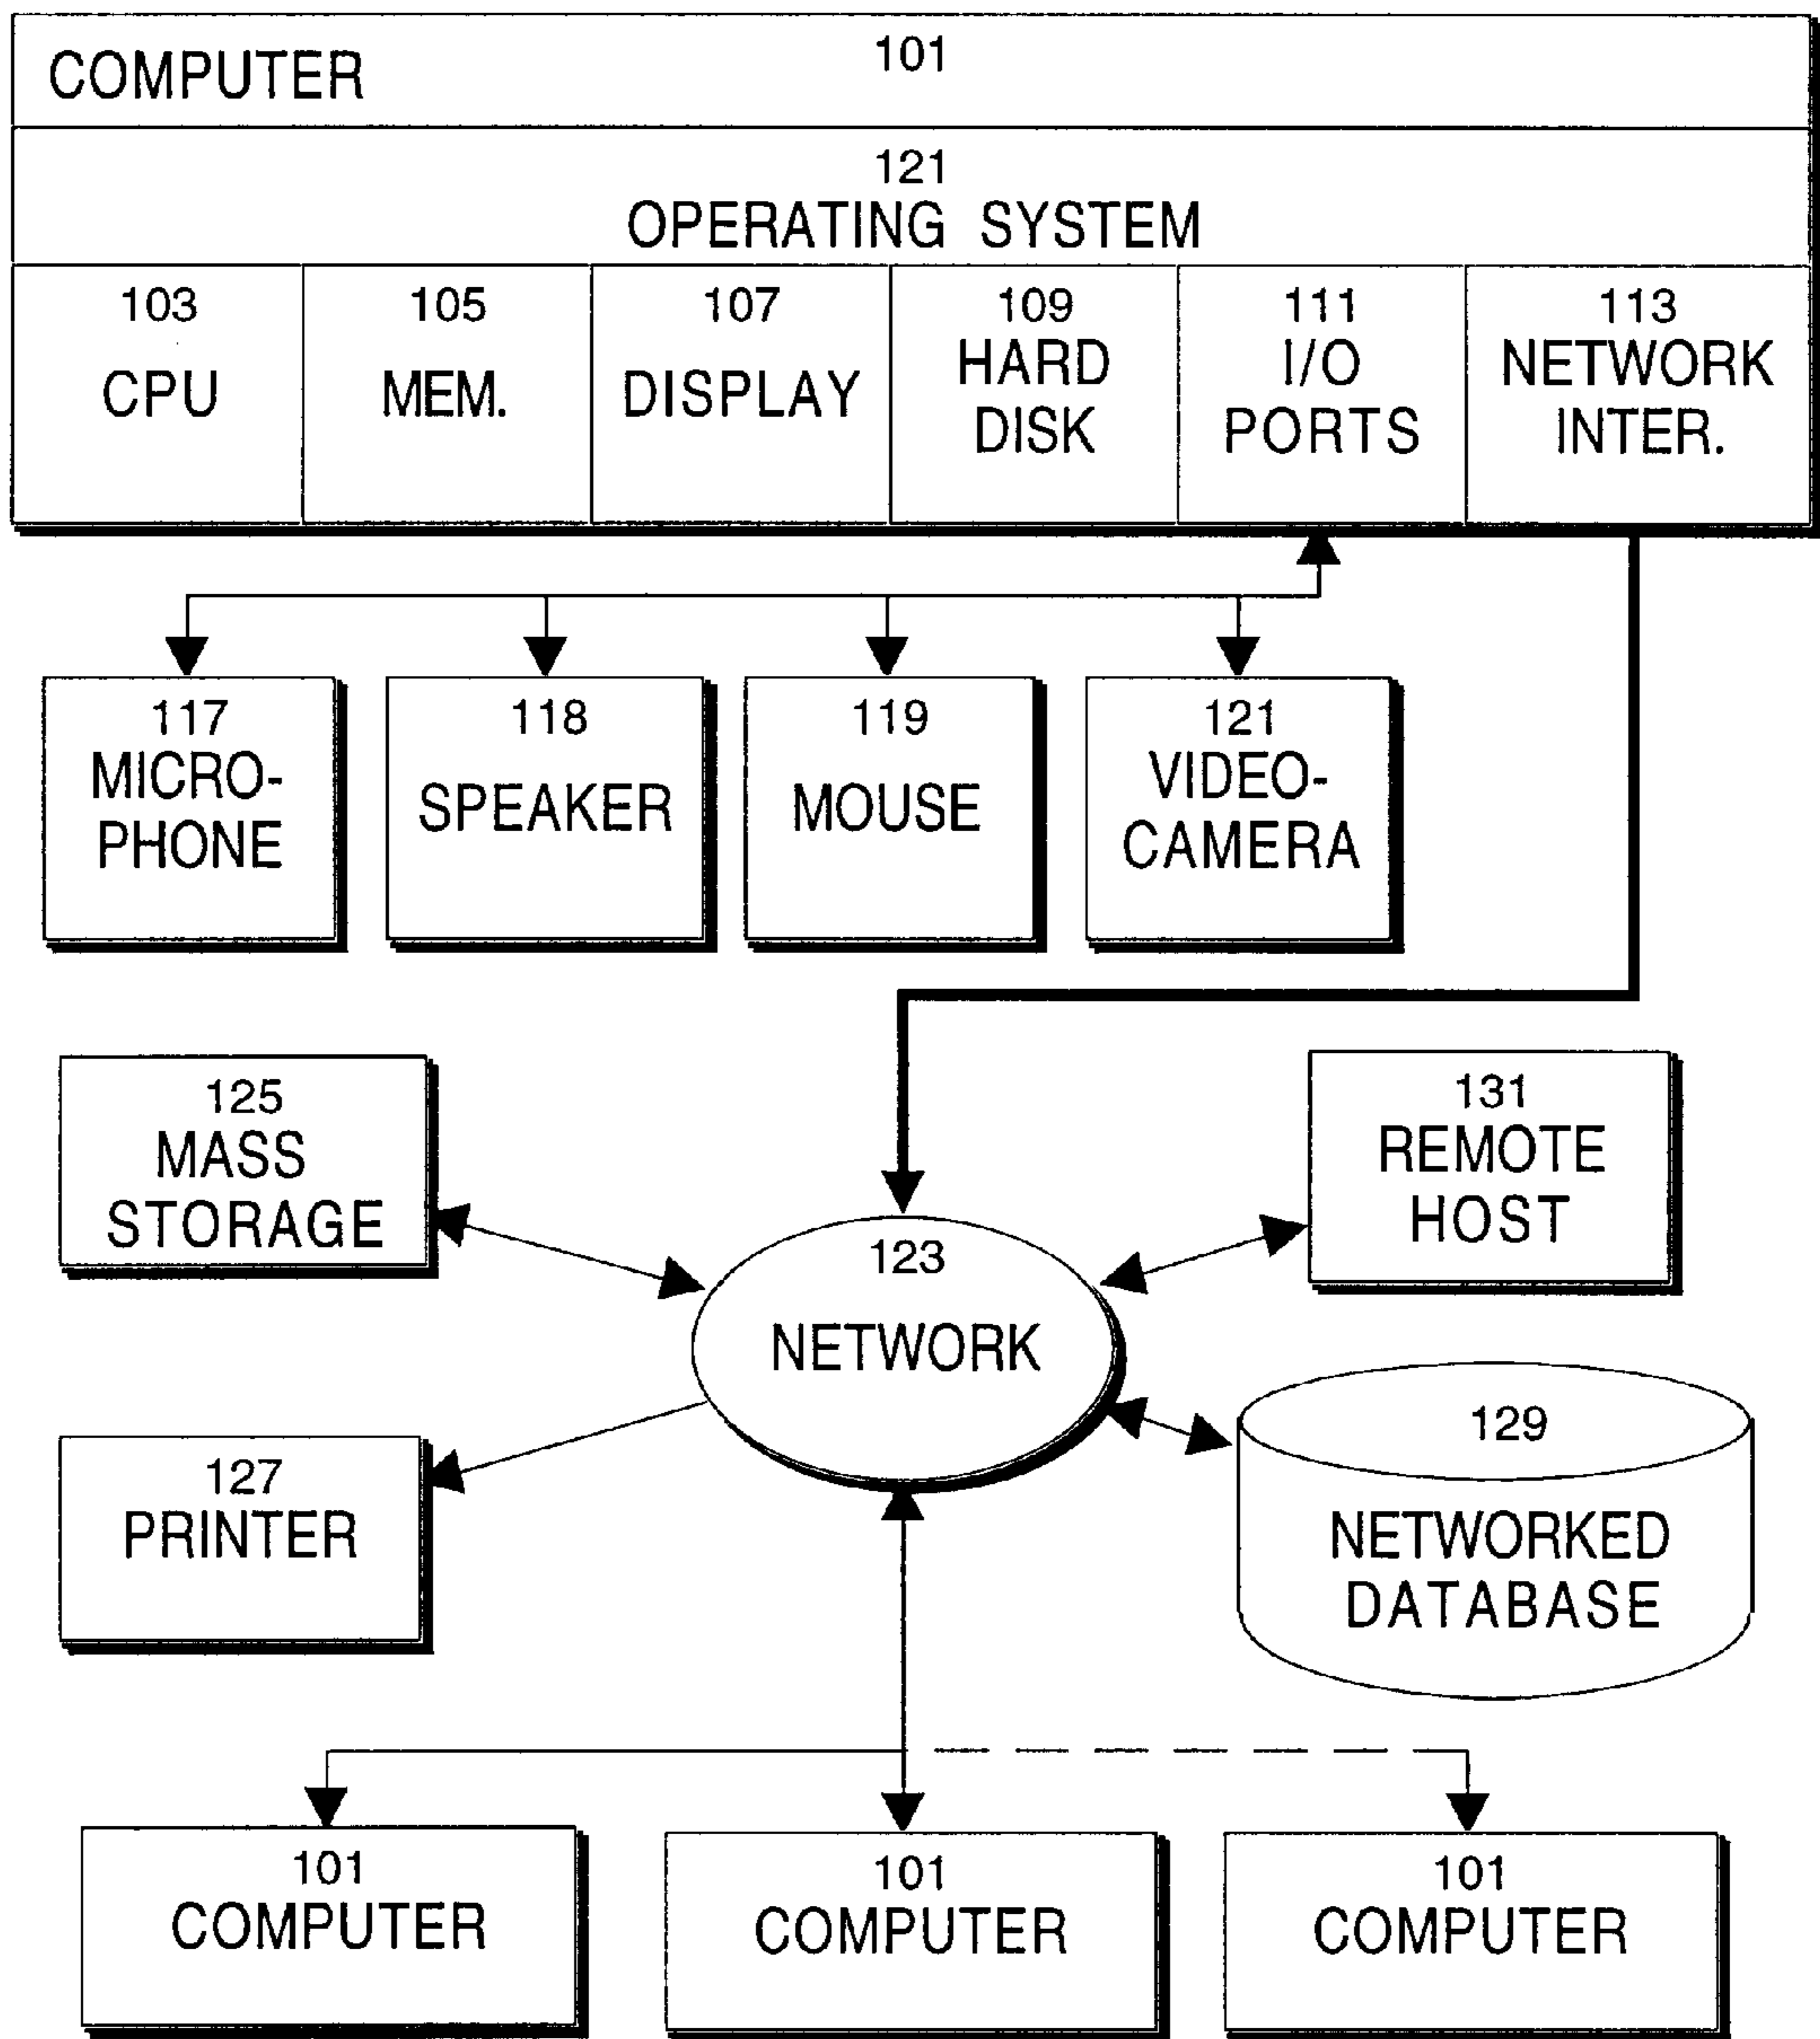 101
COMPUTER
121
OPERATING SYSTEM
103
CPU
105
MEM.
107
DISPLAY
109
HARD
DISK
111
I/O
PORTS
113
NETWORK
INTER.
117
MICRO-
PHONE
118
SPEAKER
119
MOUSE
121
VIDEO-
CAMERA
125
MASS
STORAGE
131
REMOTE
HOST
123
NETWORK
127
PRINTER
129
NETWORKED
DATABASE
101
COMPUTER
101
COMPUTER
101
COMPUTER